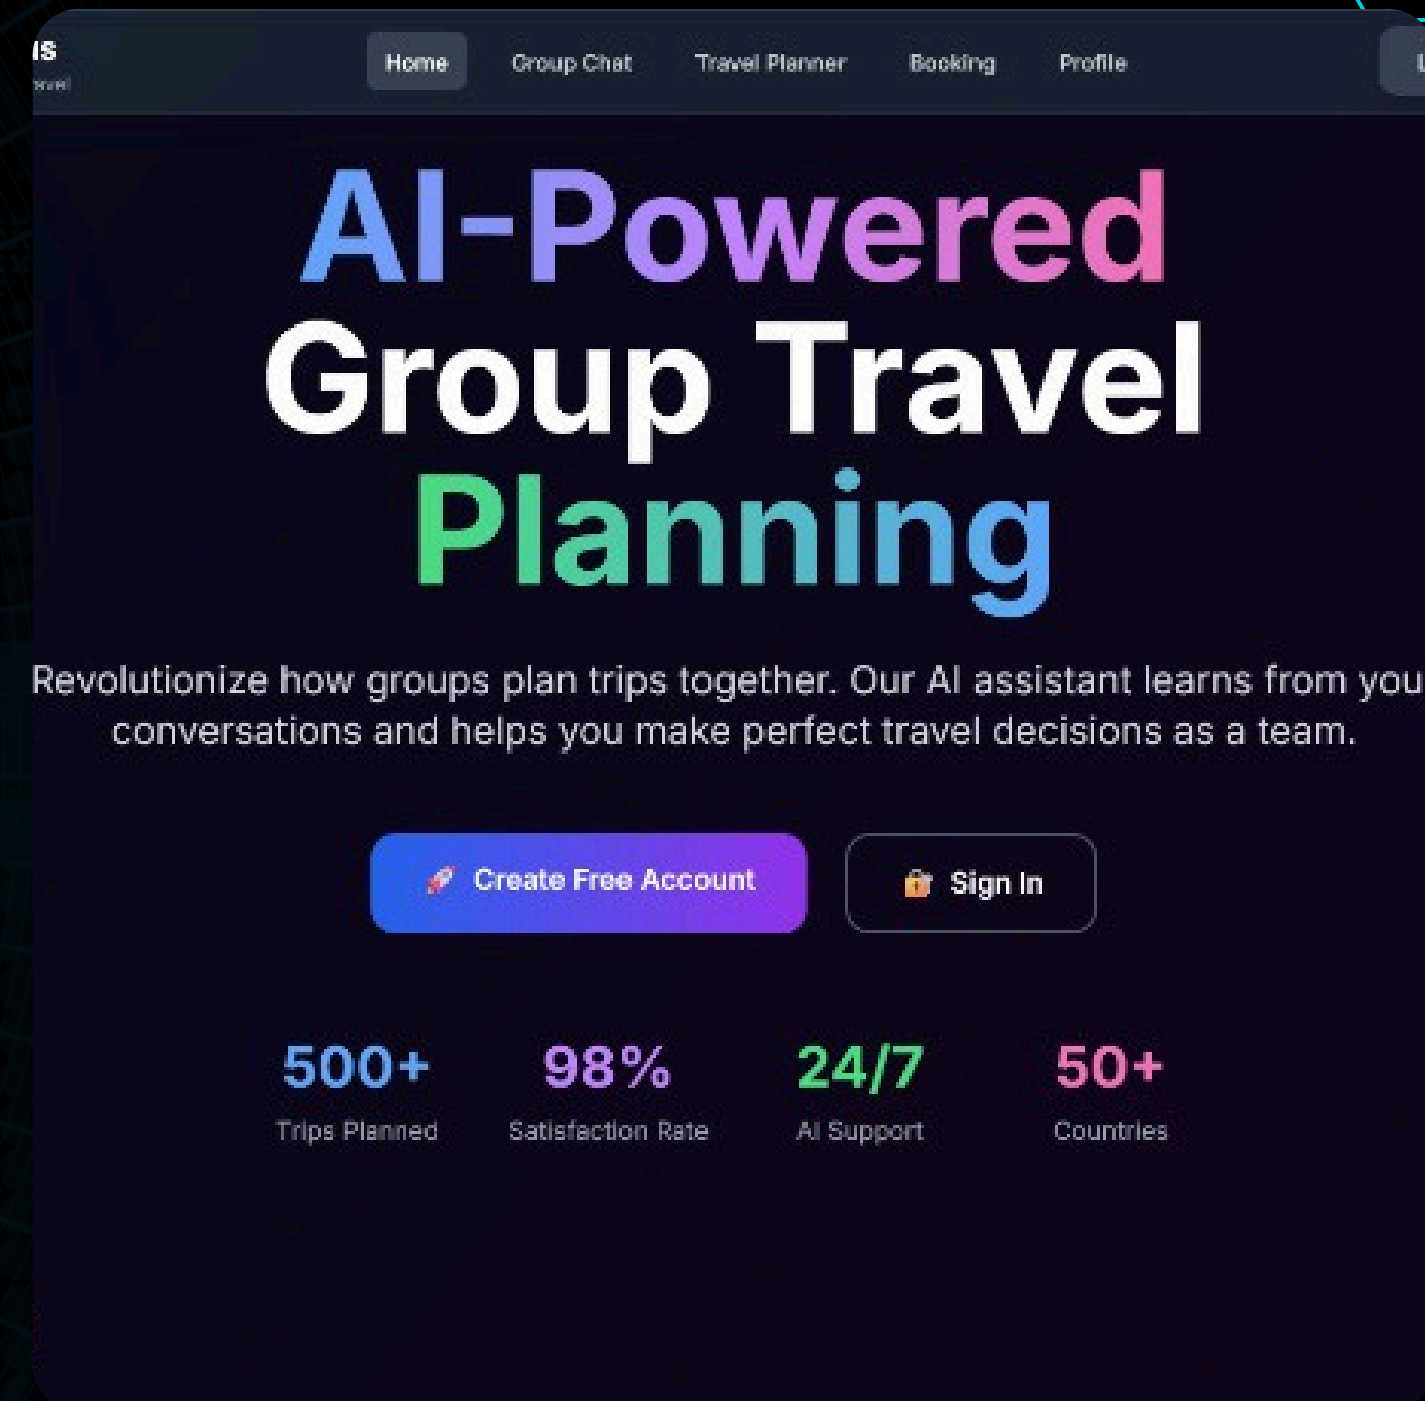 Home Group Chat Travel Planner Booking Profile
AI-Powered
Group Travel
Planning
Revolutionize how groups plan trips together. Our AI assistant learns from you
conversations and helps you make perfect travel decisions as a team.
🚀 Create Free Account 🔐 Sign In
500+ 98% 24/7 50+
Trips Planned Satisfaction Rate AI Support Countries